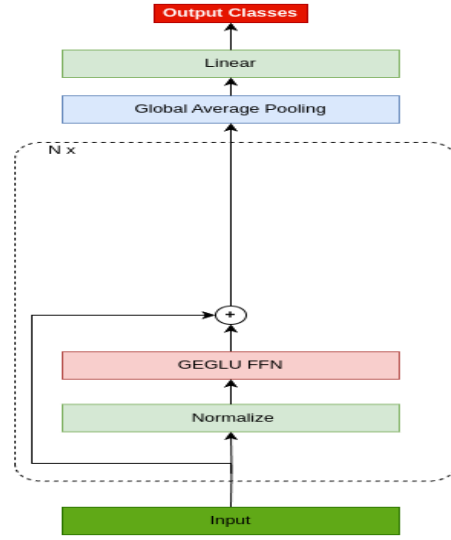 Output Classes
Linear
Global Average Pooling
N x
+
GEGLU FFN
Normalize
Input